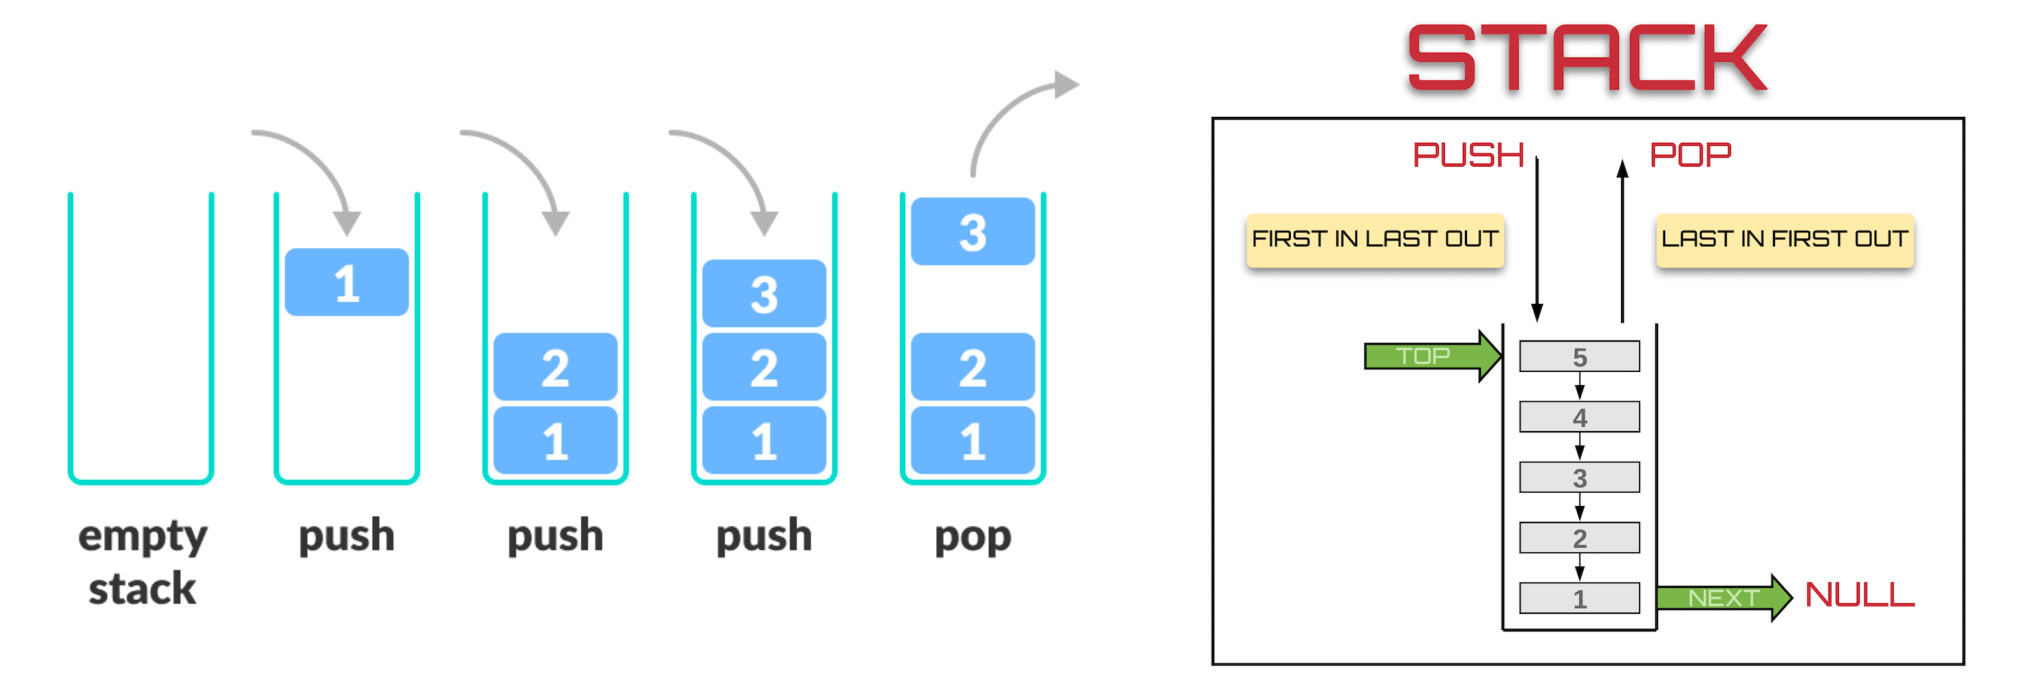 empty
stack
1
push
2
1
push
3
2
1
push
3
2
1
pop
STACK
PUSH
POP
FIRST IN LAST OUT
LAST IN FIRST OUT
TOP
5
4
3
2
1
NEXT
NULL